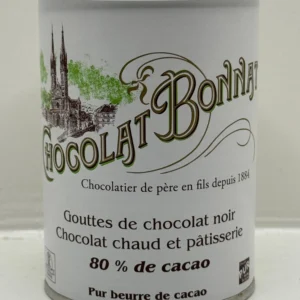 CHOCOLAT BONNAT
Chocolatier de père en fils depuis 1884
Gouttes de chocolat noir
Chocolat chaud et pâtisserie
80 % de cacao
Pur beurre de cacao